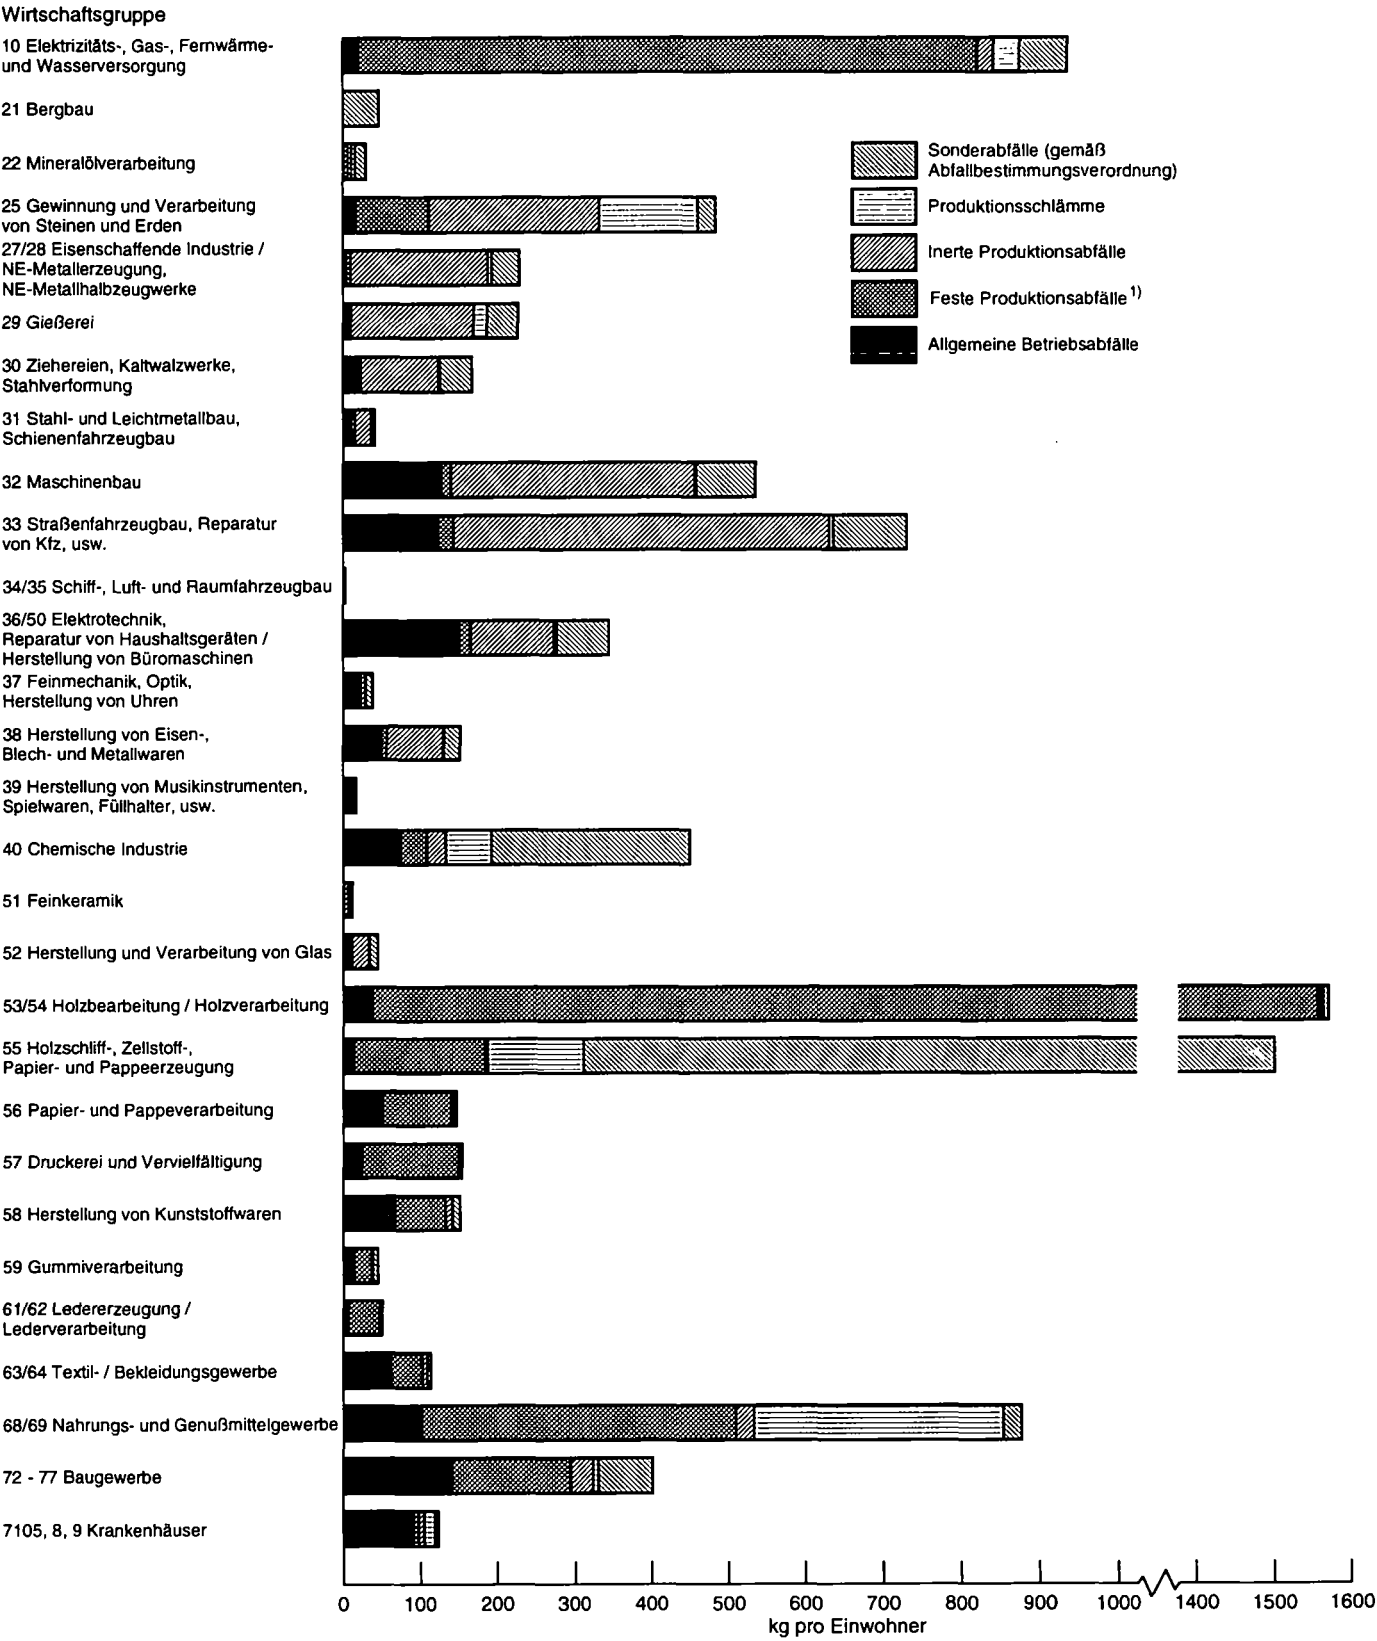 Wirtschaftsgruppe
10 Elektrizitäts-, Gas-, Fernwärme-
und Wasserversorgung
21 Bergbau
22 Mineralölverarbeitung
25 Gewinnung und Verarbeitung
von Steinen und Erden
27/28 Eisenschaffende Industrie /
NE-Metallerzeugung,
NE-Metallhalbzeugwerke
29 Gießerei
30 Ziehereien, Kaltwalzwerke,
Stahlverformung
31 Stahl- und Leichtmetallbau,
Schienenfahrzeugbau
32 Maschinenbau
33 Straßenfahrzeugbau, Reparatur
von Kfz, usw.
34/35 Schiff-, Luft- und Raumfahrzeugbau
36/50 Elektrotechnik,
Reparatur von Haushaltsgeräten /
Herstellung von Büromaschinen
37 Feinmechanik, Optik,
Herstellung von Uhren
38 Herstellung von Eisen-,
Blech- und Metallwaren
39 Herstellung von Musikinstrumenten,
Spielwaren, Füllhalter, usw.
40 Chemische Industrie
51 Feinkeramik
52 Herstellung und Verarbeitung von Glas
53/54 Holzbearbeitung / Holzverarbeitung
55 Holzschliff-, Zellstoff-,
Papier- und Pappeerzeugung
56 Papier- und Pappeverarbeitung
57 Druckerei und Vervielfältigung
58 Herstellung von Kunststoffwaren
59 Gummiverarbeitung
61/62 Ledererzeugung /
Lederverarbeitung
63/64 Textil- / Bekleidungsgewerbe
68/69 Nahrungs- und Genußmittelgewerbe
72 - 77 Baugewerbe
7105, 8, 9 Krankenhäuser
Sonderabfälle (gemäß
Abfallbestimmungsverordnung)
Produktionsschlämme
Inerte Produktionsabfälle
Feste Produktionsabfälle 1)
Allgemeine Betriebsabfälle
0 100 200 300 400 500 600 700 800 900 1000 1400 1500 1600
kg pro Einwohner